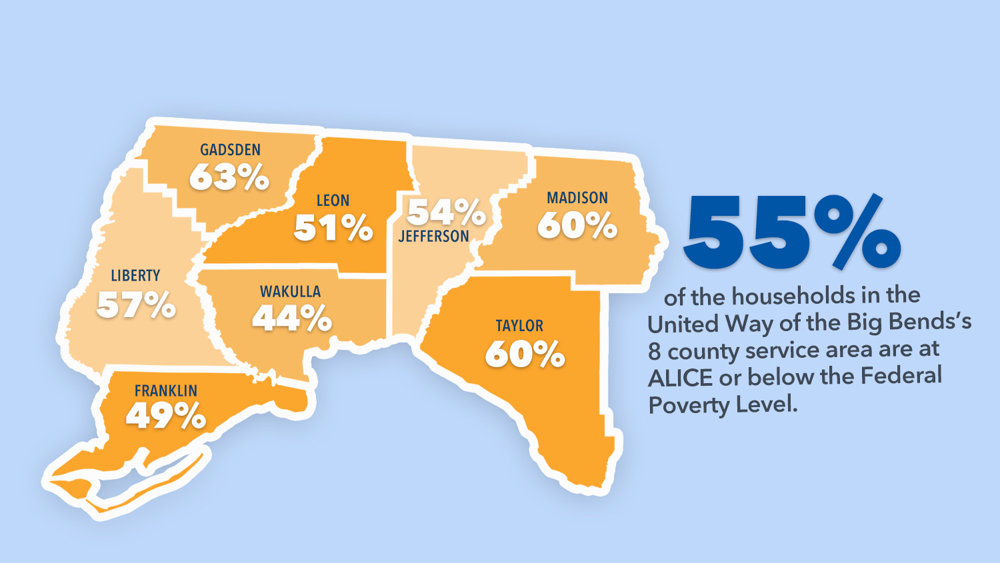 GADSDEN
63%
LEON
51%
54%
JEFFERSON
MADISON
60%
LIBERTY
57%
WAKULLA
44%
TAYLOR
60%
FRANKLIN
49%
55%
of the households in the
United Way of the Big Bends's
8 county service area are at
ALICE or below the Federal
Poverty Level.